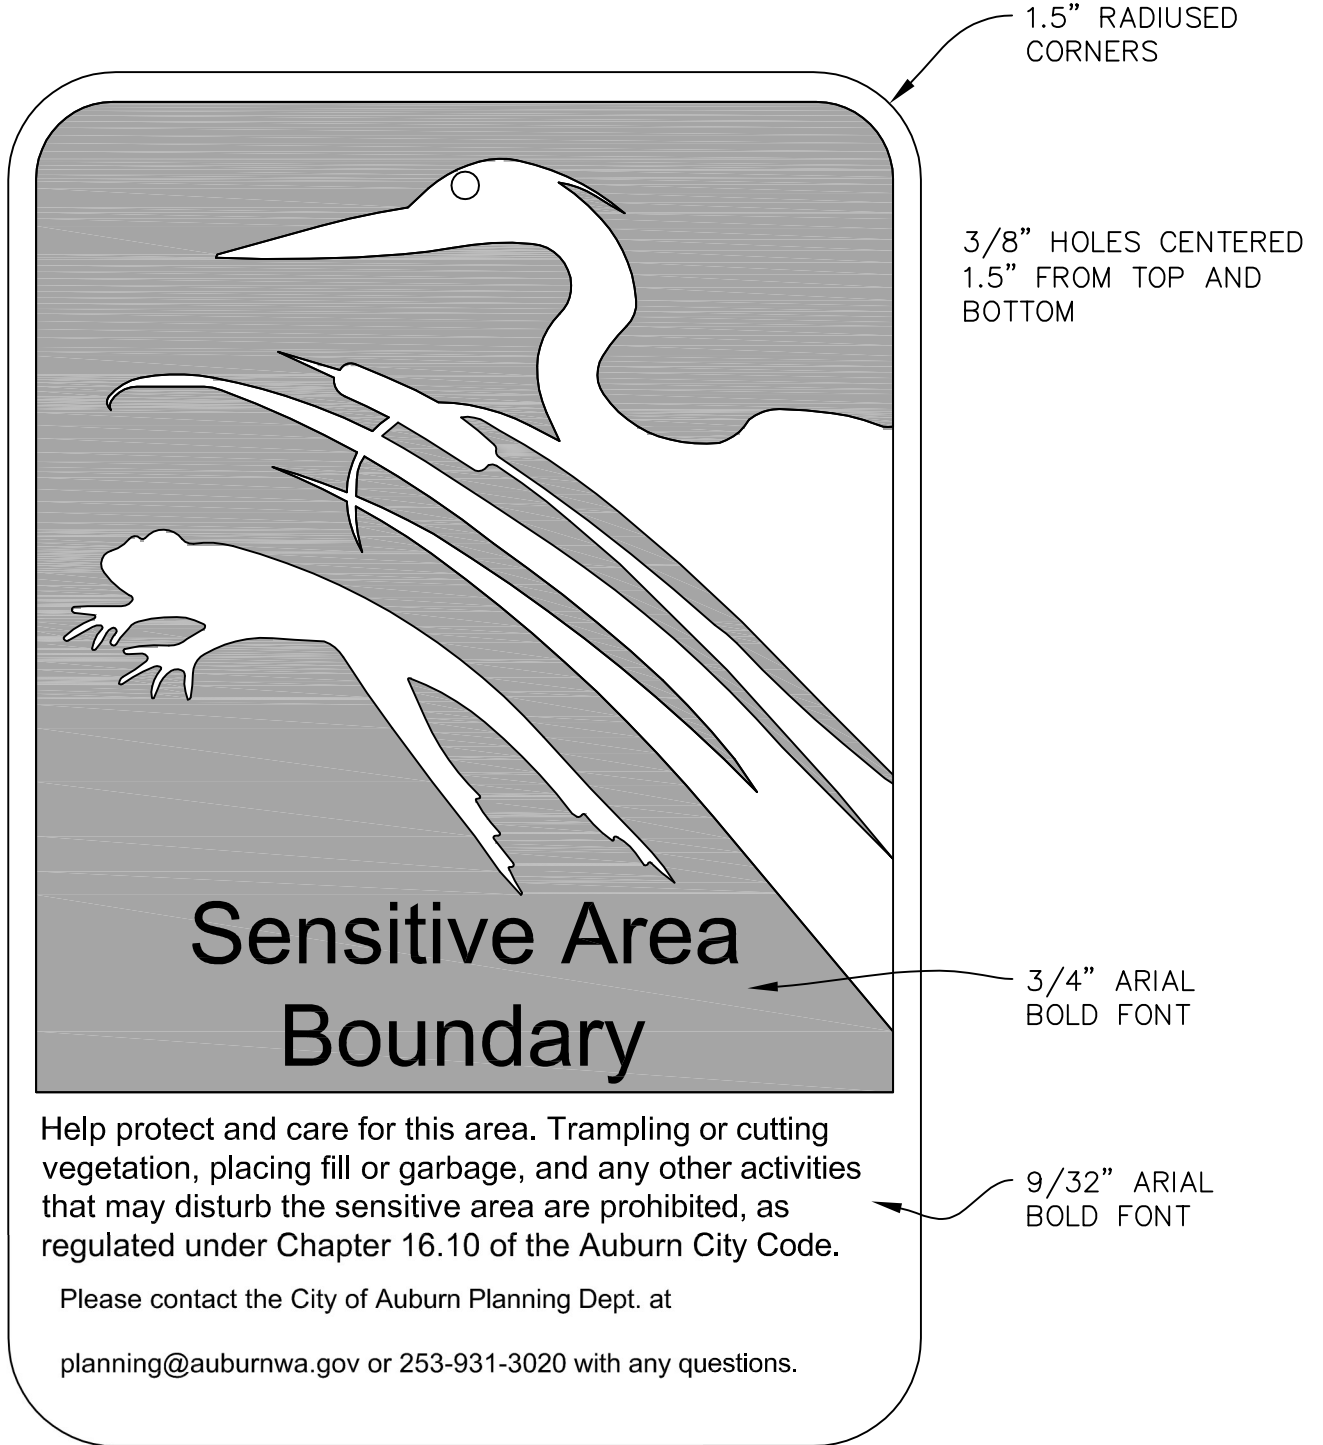 1.5” RADIUSED
CORNERS
3/8” HOLES CENTERED
1.5” FROM TOP AND
BOTTOM
Sensitive Area
Boundary
3/4” ARIAL
BOLD FONT
Help protect and care for this area. Trampling or cutting
vegetation, placing fill or garbage, and any other activities
that may disturb the sensitive area are prohibited, as
regulated under Chapter 16.10 of the Auburn City Code.
9/32” ARIAL
BOLD FONT
Please contact the City of Auburn Planning Dept. at
planning@auburnwa.gov or 253-931-3020 with any questions.